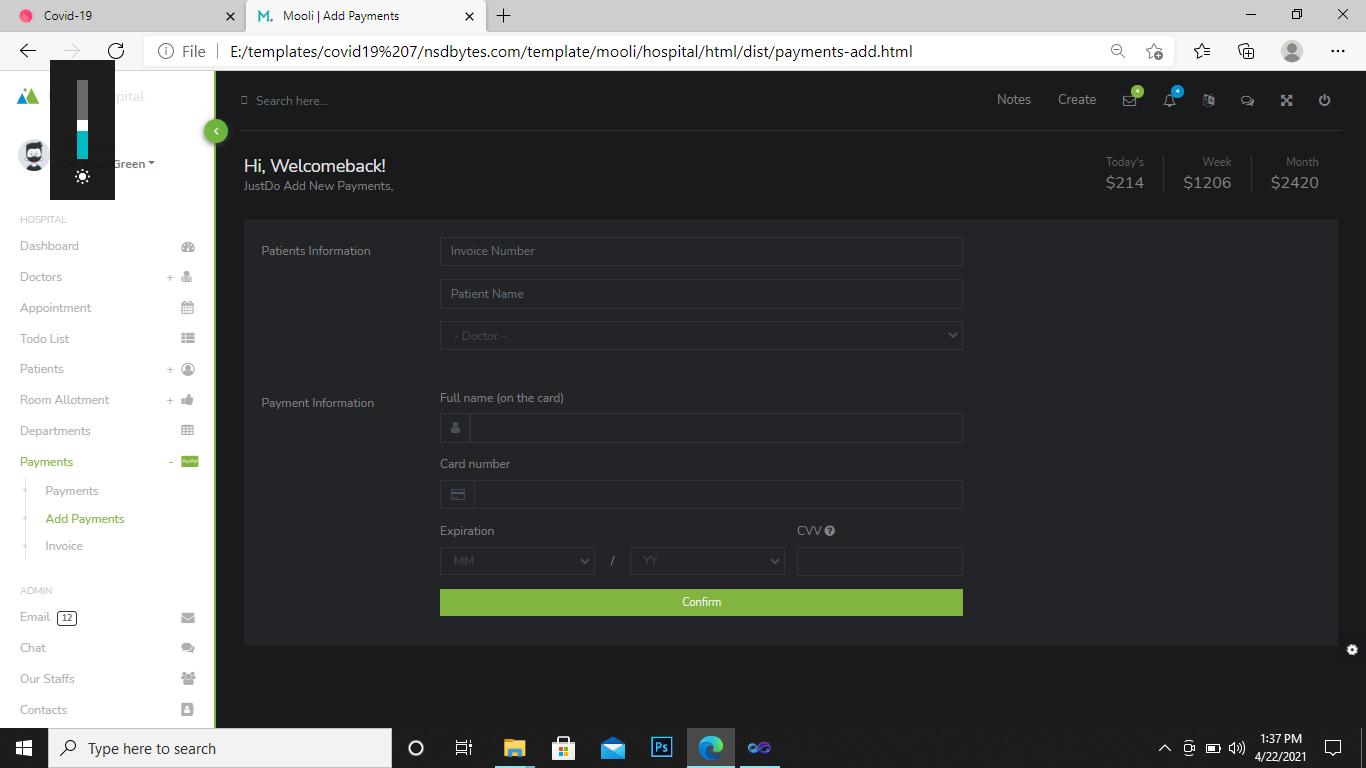 Covid-19
Mooli | Add Payments
File
E:/templates/covid19%207/nsdbytes.com/template/mooli/hospital/html/dist/payments-add.html
Search here...
Notes
Create
4
4
Green
Hi, Welcomeback!
JustDo Add New Payments,
Today's
$214
Week
$1206
Month
$2420
HOSPITAL
Dashboard
Doctors +
Appointment
Todo List
Patients +
Room Allotment +
Departments
Payments -
PayPal
Payments
Add Payments
Invoice
ADMIN
Email 12
Chat
Our Staffs
Contacts
Patients Information
Invoice Number
Patient Name
- Doctor -
Payment Information
Full name (on the card)
Card number
Expiration
CVV
MM / YY
Confirm
Type here to search
Ps
1:37 PM
4/22/2021